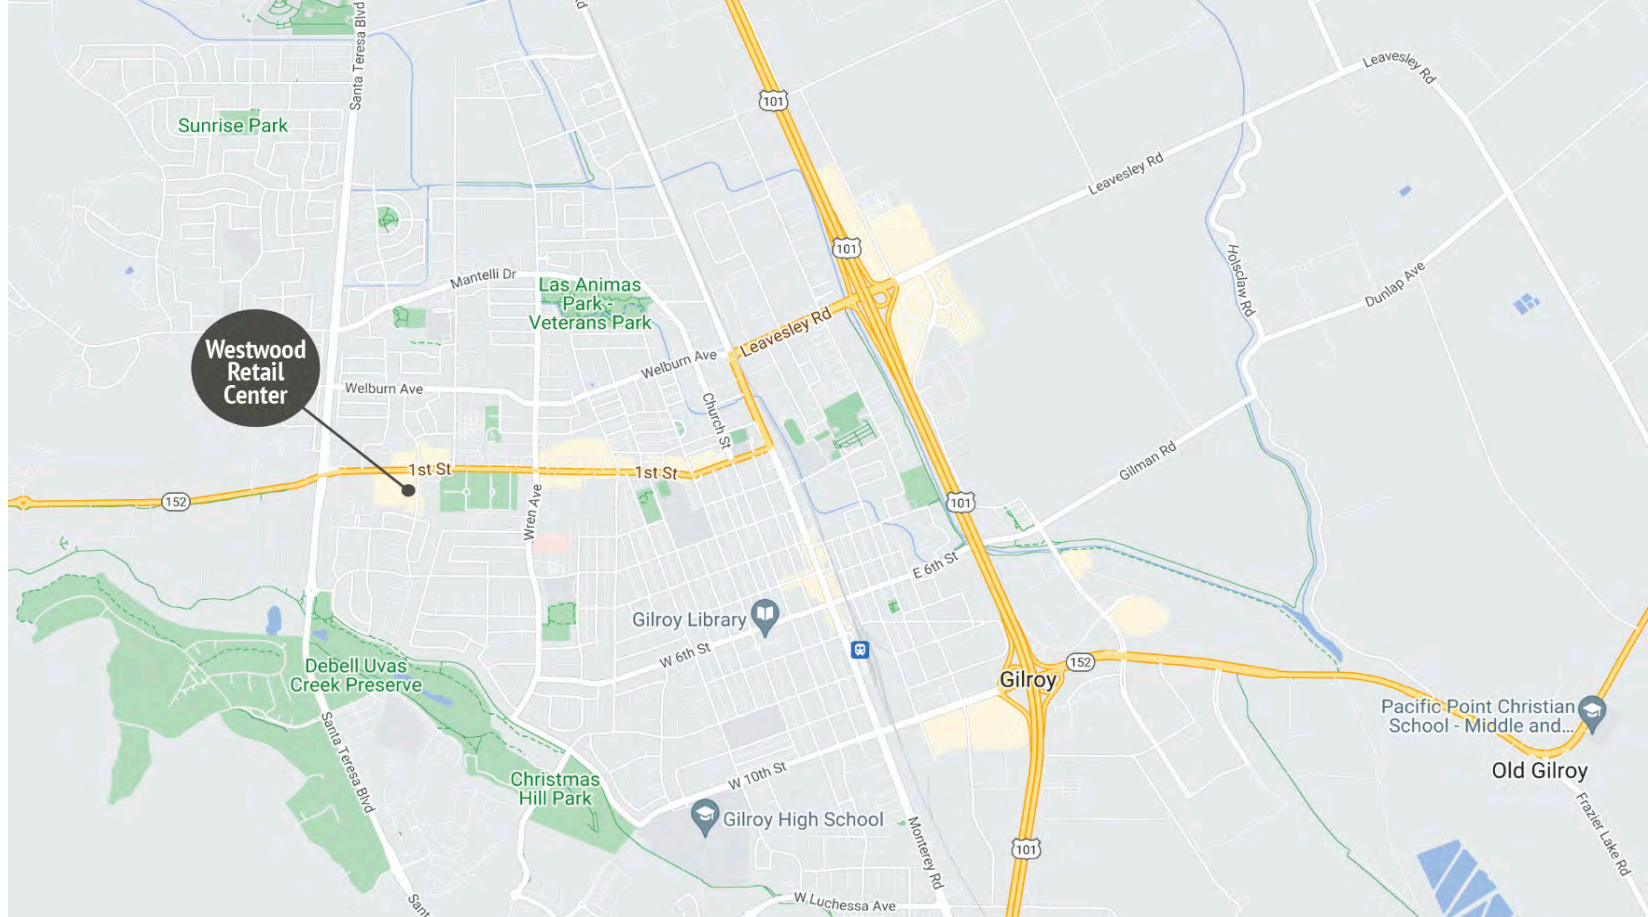 Santa Teresa Blvd
Rd
101
Leavesley Rd
Sunrise Park
Leavesley Rd
101
Mantelli Dr
Las Animas
Park -
Veterans Park
Holsclaw Rd
Dunlap Ave
Leavesley Rd
Westwood
Retail
Center
Welburn Ave
Welburn Ave
Church St
1st St
1st St
152
Wren Ave
Gilman Rd
101
E 6th St
Gilroy Library
W 6th St
Debell Uvas
Creek Preserve
152
Gilroy
Santa Teresa Blvd
Pacific Point Christian
School - Middle and...
Old Gilroy
Christmas
Hill Park
W 10th St
Gilroy High School
Monterey Rd
101
Frazier Lake Rd
W Luchessa Ave
Sant